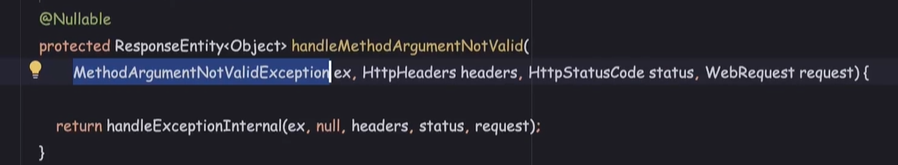 @Nullable
protected ResponseEntity<Object> handleMethodArgumentNotValid(
MethodArgumentNotValidException ex, HttpHeaders headers, HttpStatusCode status, WebRequest request) {
return handleExceptionInternal(ex, null, headers, status, request);
}